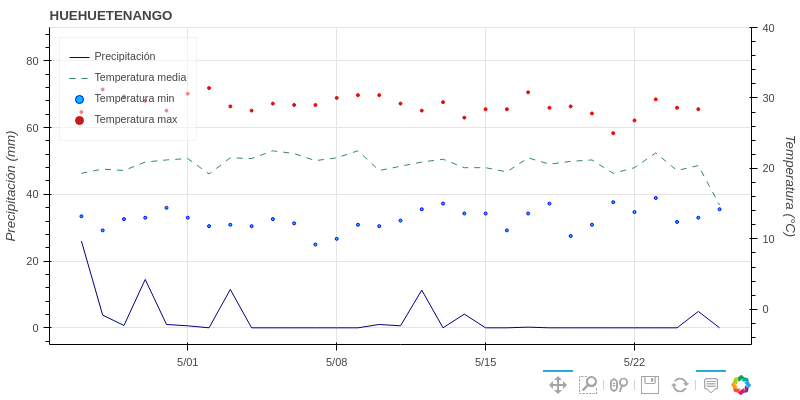 HUEHUETENANGO
Precipitación
Temperatura media
Temperatura min
Temperatura max
Precipitación (mm)
80
60
40
20
0
Temperatura (°C)
40
30
20
10
0
5/01
5/08
5/15
5/22